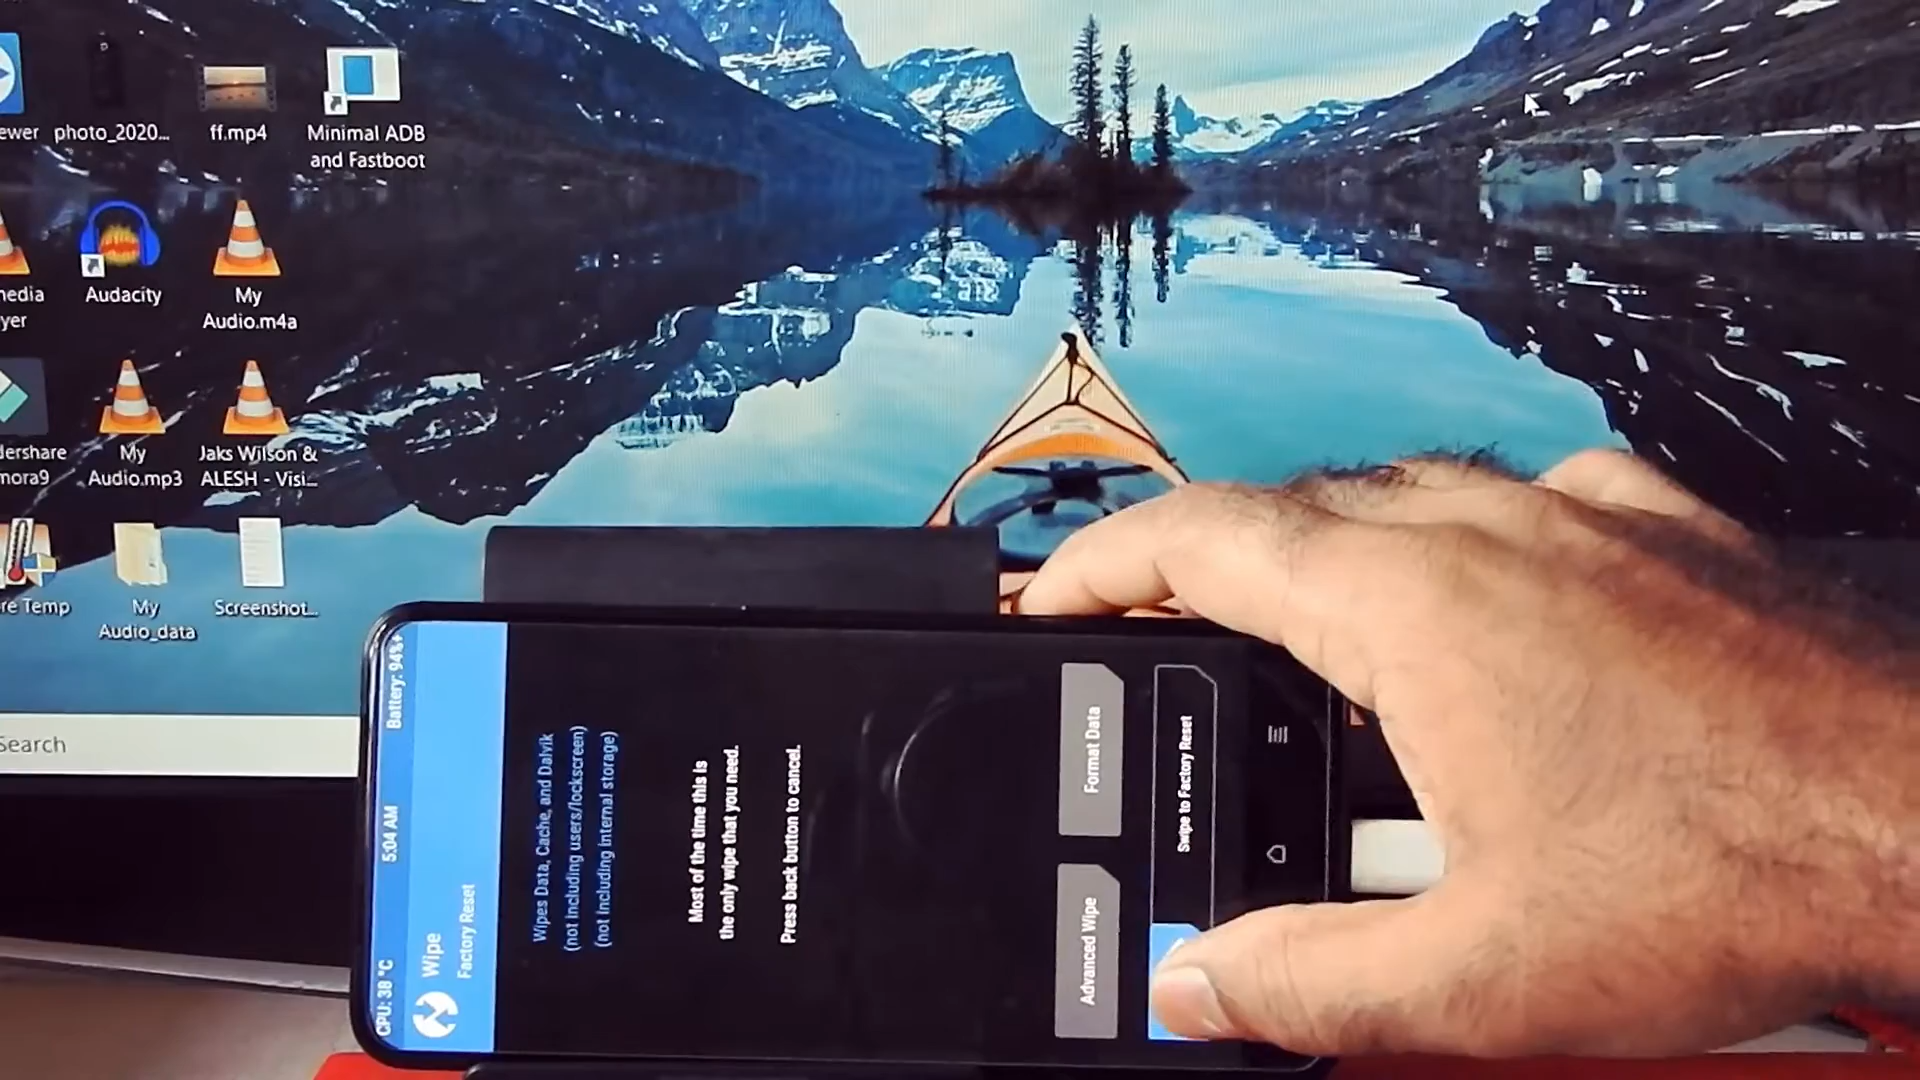 ewer
photo_2020...
ff.mp4
Minimal ADB
and Fastboot
media
yer
Audacity
My
Audio.m4a
dershare
mora9
My
Audio.mp3
Jaks Wilson &
ALESH - Visi...
re Temp
My
Audio_data
Screenshot...
Search
CPU: 38 °C
5:04 AM
Battery: 94%+
Wipe
Factory Reset
Wipes Data, Cache, and Dalvik
(not including users/lockscreen)
(not including internal storage)
Most of the time this is
the only wipe that you need.
Press back button to cancel.
Advanced Wipe
Format Data
Swipe to Factory Reset